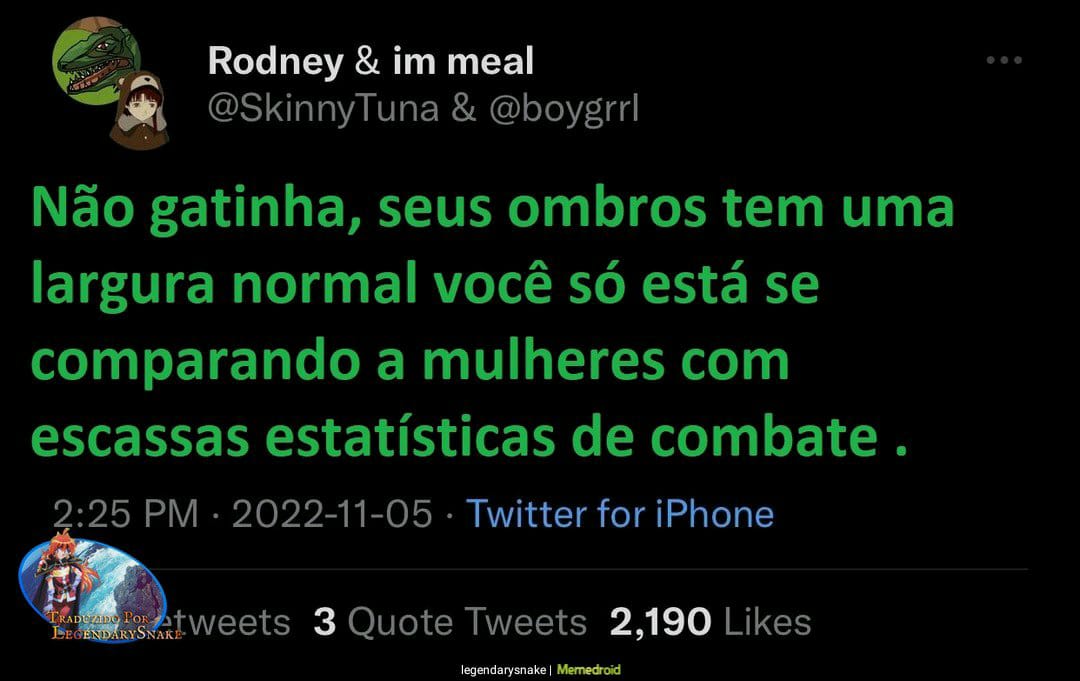 Rodney & im meal
@SkinnyTuna & @boygrrl
Não gatinha, seus ombros tem uma
largura normal você só está se
comparando a mulheres com
escassas estatísticas de combate .
2:25 PM · 2022-11-05 · Twitter for iPhone
etweets 3 Quote Tweets 2,190 Likes
Traduzido Por
LegendarySnake
legendarysnake | Memedroid